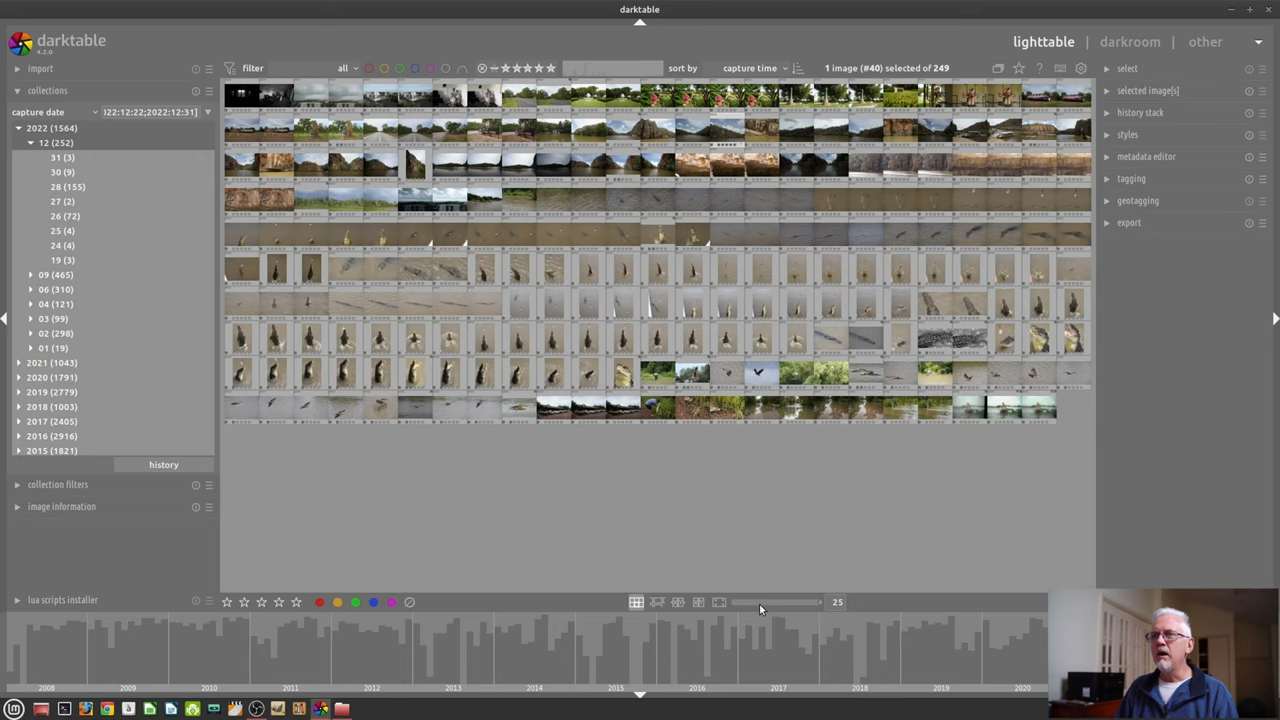 darktable
darktable
4.2.0
lighttable | darkroom | other
import
filter
all
sort by
capture time
1 image (#40) selected of 249
select
collections
selected image[s]
capture date
!22:12:22;2022:12:31]
history stack
2022 (1564)
styles
12 (252)
31 (3)
metadata editor
30 (9)
tagging
28 (155)
27 (2)
geotagging
26 (72)
export
25 (4)
24 (4)
19 (3)
09 (465)
06 (310)
04 (121)
03 (99)
02 (298)
01 (19)
2021 (1043)
2020 (1791)
2019 (2779)
2018 (1003)
2017 (2405)
2016 (2916)
2015 (1821)
history
collection filters
image information
lua scripts installer
25
2008 2009 2010 2011 2012 2013 2014 2015 2016 2017 2018 2019 2020